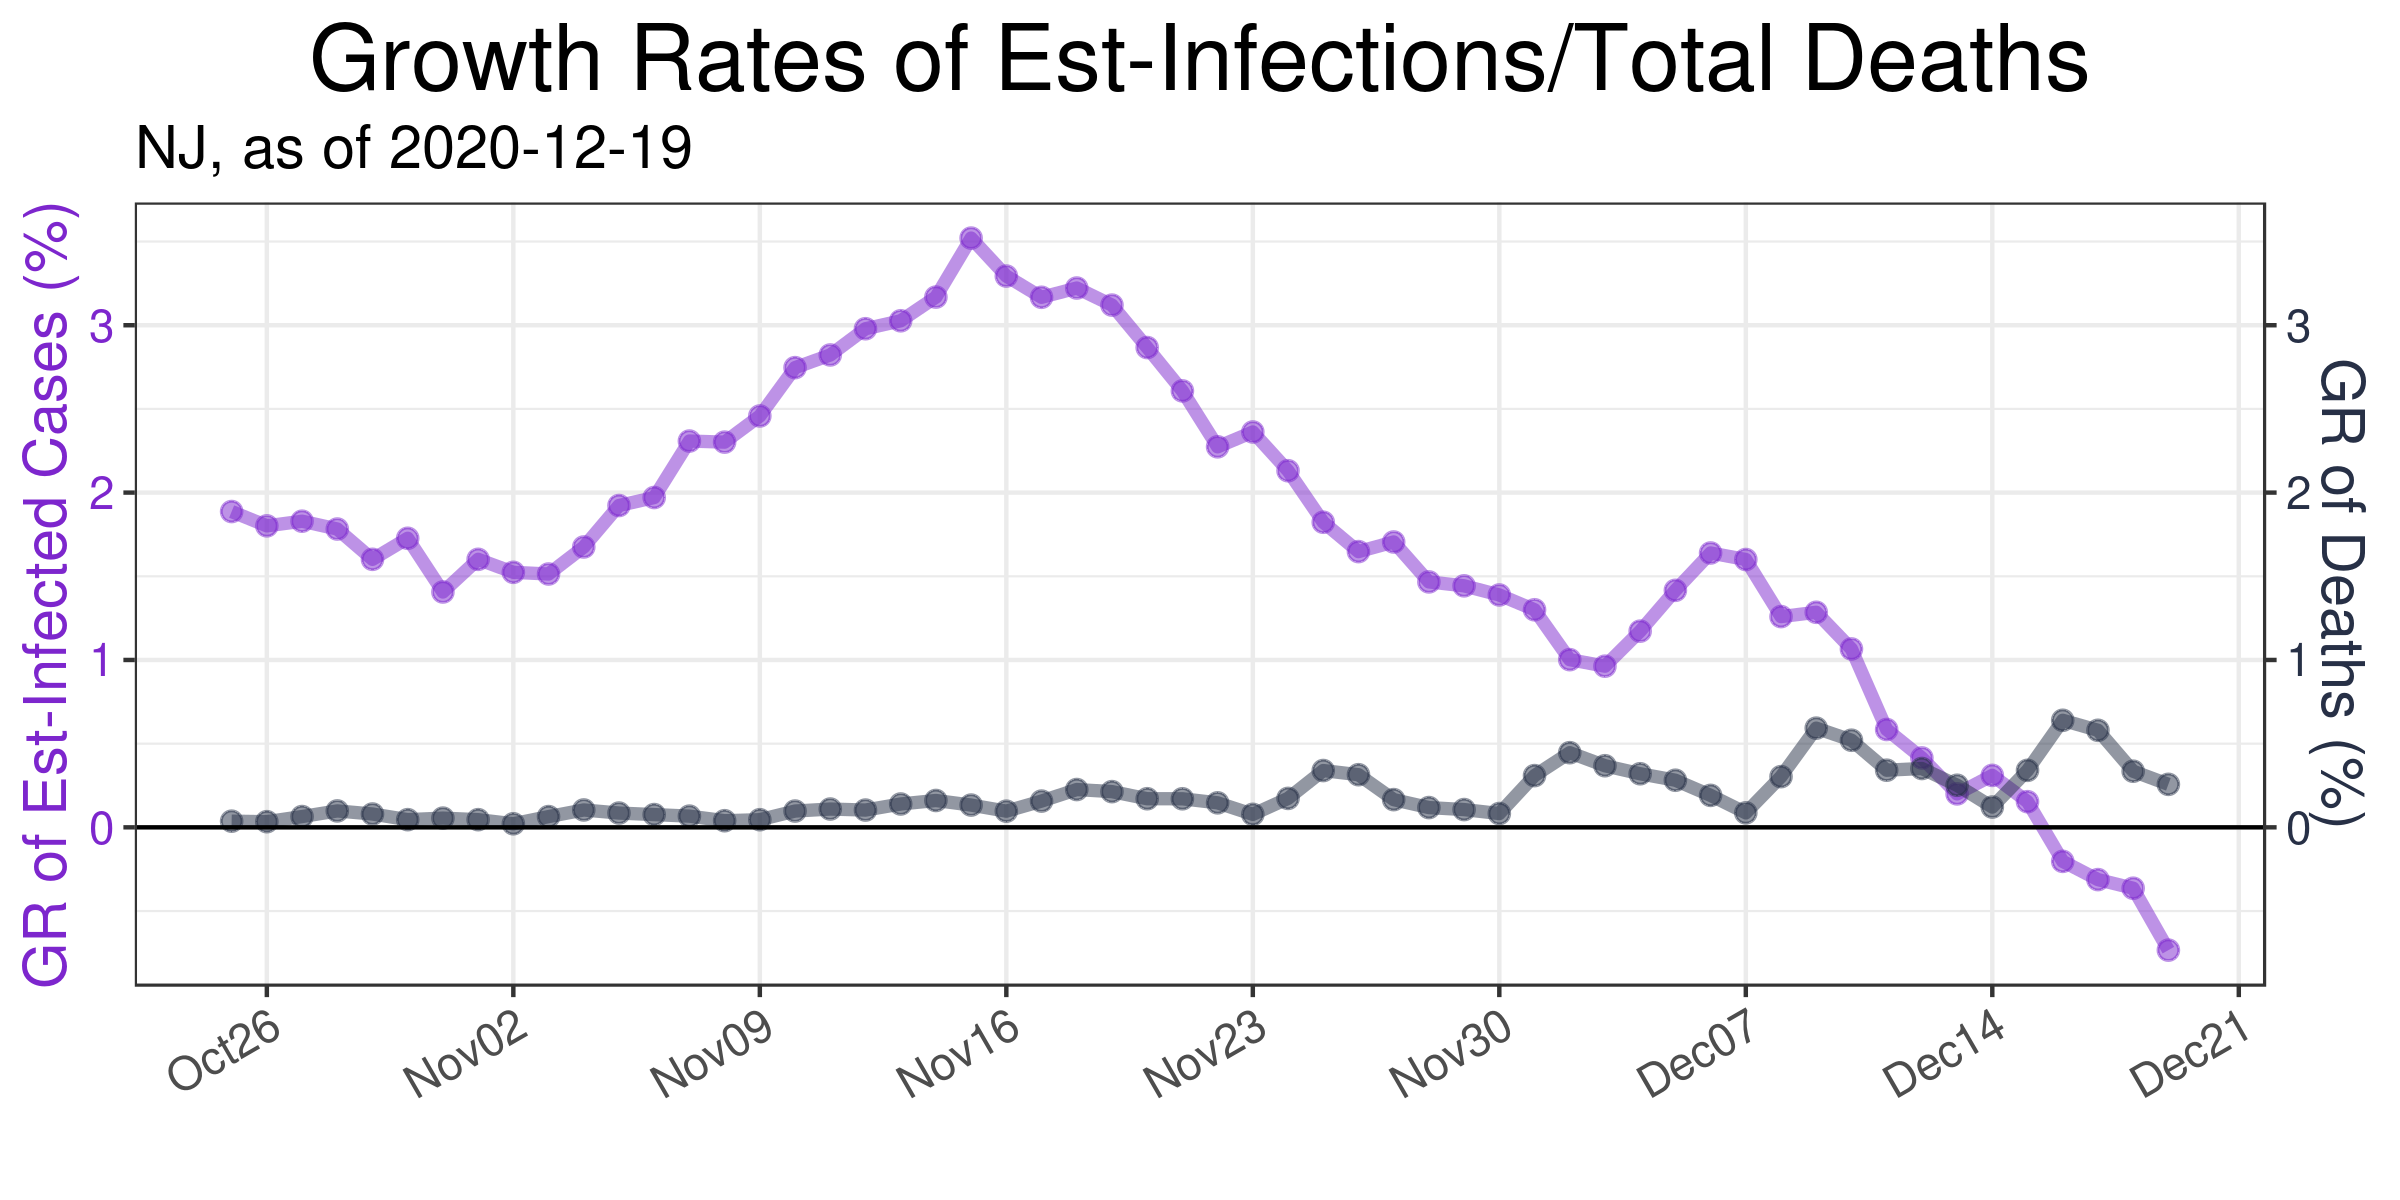 Growth Rates of Est-Infections/Total Deaths
NJ, as of 2020-12-19
GR of Est-Infected Cases (%)
3
2
1
0
3
2
1
0
GR of Deaths (%)
Oct26
Nov02
Nov09
Nov16
Nov23
Nov30
Dec07
Dec14
Dec21